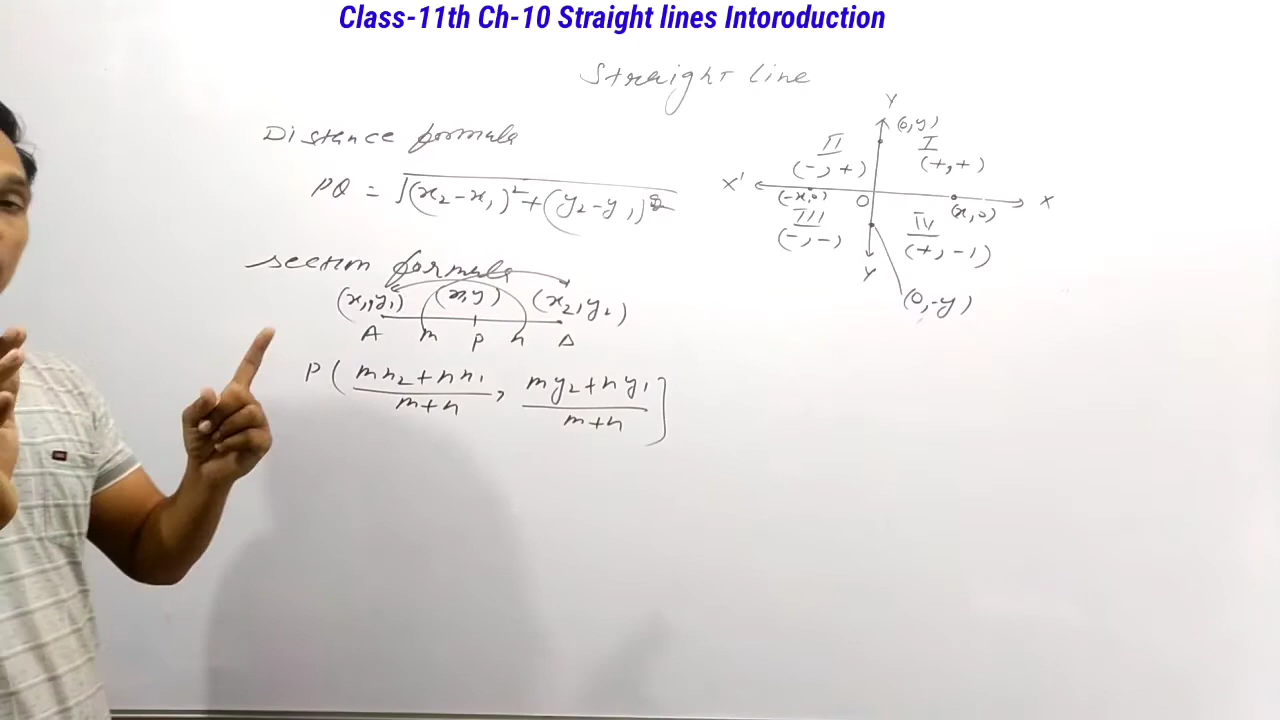 Class-11th Ch-10 Straight lines Intoroduction
Straight line
Distance formula
PQ = √(x₂-x₁)²+(y₂-y₁)²
section formula
(x₁,y₁) (x,y) (x₂,y₂)
A m P n
P( mx₂+nx₁ / m+n , my₂+ny₁ / m+n ]
Y
(0,y)
II I
(-,+) (+,+)
X' X
(-x,0) O (x,0)
III IV
(-,-) (+,-1)
Y
(0,-y)